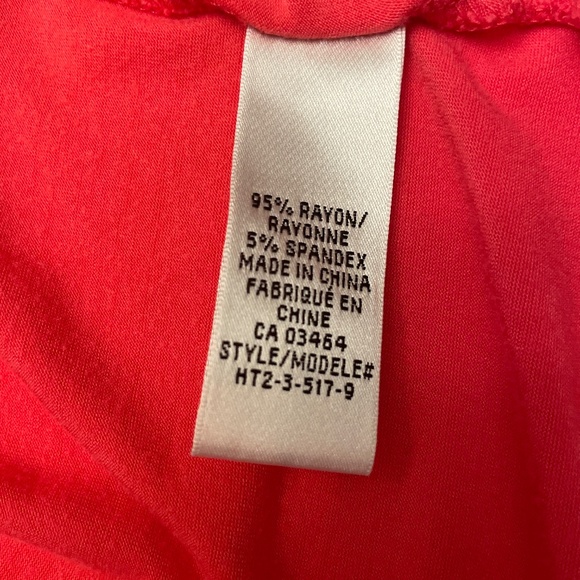 95% RAYON/
RAYONNE
5% SPANDEX
MADE IN CHINA
FABRIQUÉ EN
CHINE
CA 03464
STYLE/MODELE#
HT2-3-517-9